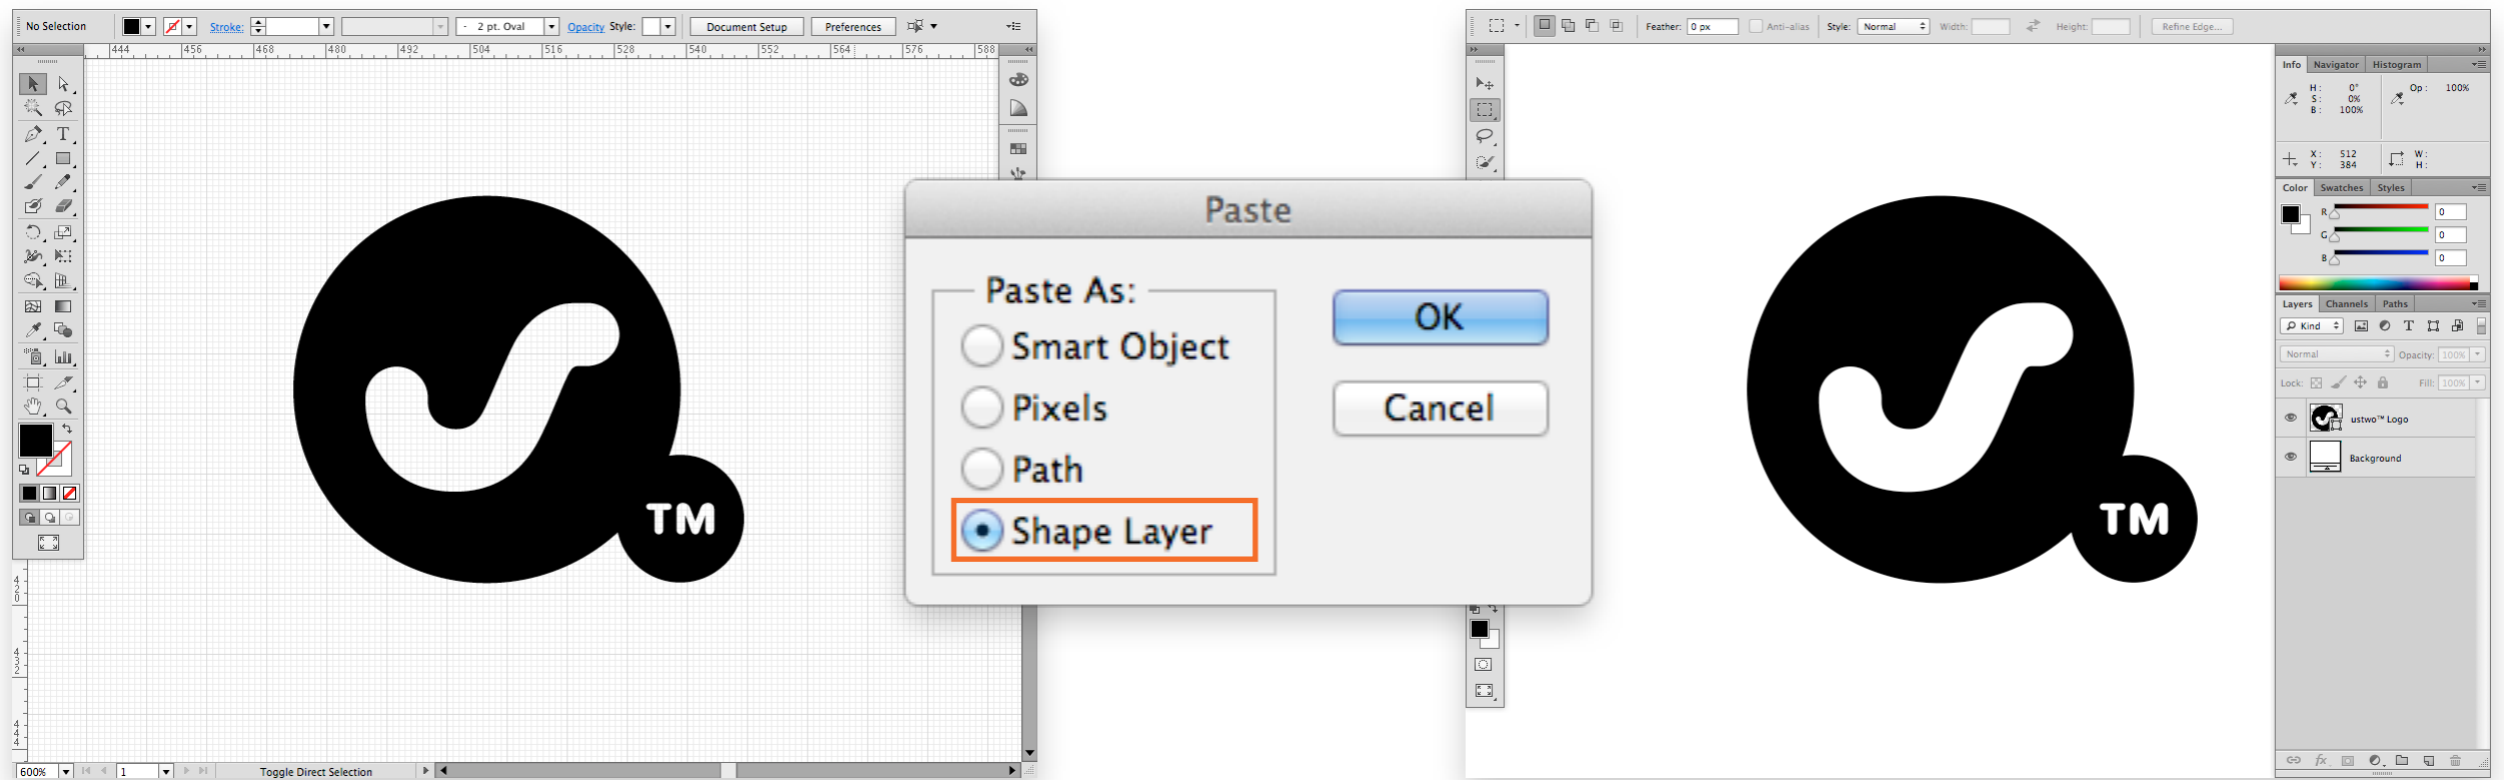 No Selection
Stroke:
- 2 pt. Oval
Opacity Style:
Document Setup
Preferences
444 456 468 480 492 504 516 528 540 552 564 576 588
T
TM
420
432
444
600%
1
Toggle Direct Selection
Paste
Paste As:
Smart Object
Pixels
Path
Shape Layer
OK
Cancel
Feather: 0 px
Anti-alias
Style: Normal
Width:
Height:
Refine Edge...
TM
Info Navigator Histogram
H: 0°
S: 0%
B: 100%
Op: 100%
X: 512
Y: 384
W:
H:
Color Swatches Styles
R 0
G 0
B 0
Layers Channels Paths
Kind
T
Normal
Opacity: 100%
Lock:
Fill: 100%
ustwo™ Logo
Background
fx